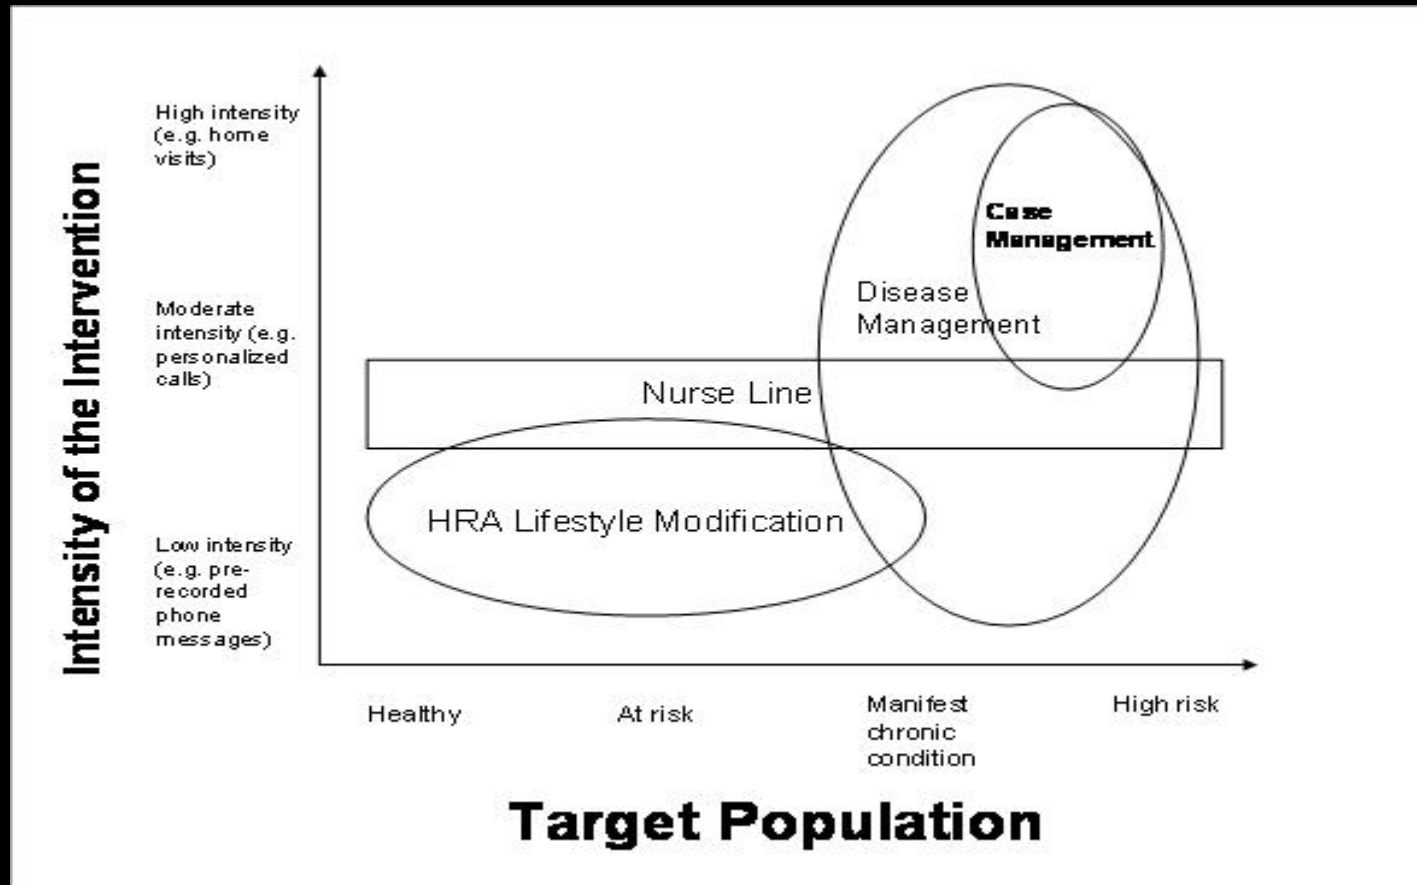 Intensity of the Intervention
High intensity
(e.g. home
visits)
Moderate
intensity (e.g.
personalized
calls)
Low intensity
(e.g. pre-
recorded
phone
messages)
Case
Management
Disease
Management
Nurse Line
HRA Lifestyle Modification
Healthy
At risk
Manifest
chronic
condition
High risk
Target Population